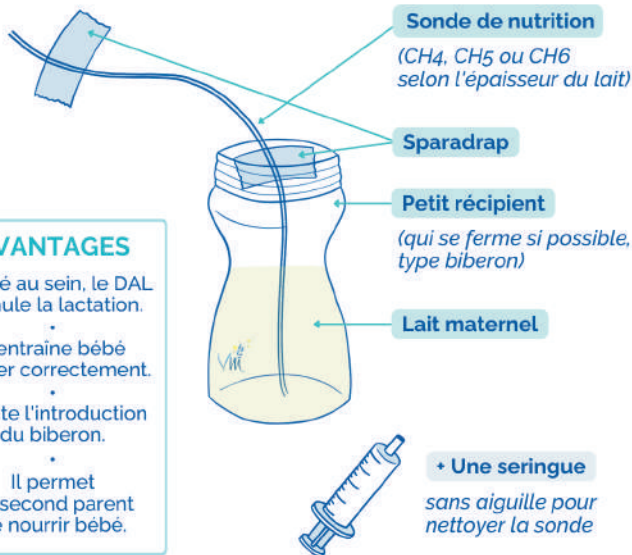 Sonde de nutrition
(CH4, CH5 ou CH6
selon l'épaisseur du lait)
Sparadrap
Petit récipient
(qui se ferme si possible,
type biberon)
Lait maternel
VANTAGES
é au sein, le DAL
ule la lactation.
•
entraîne bébé
er correctement.
•
te l'introduction
du biberon.
•
Il permet
second parent
nourrir bébé.
+ Une seringue
sans aiguille pour
nettoyer la sonde